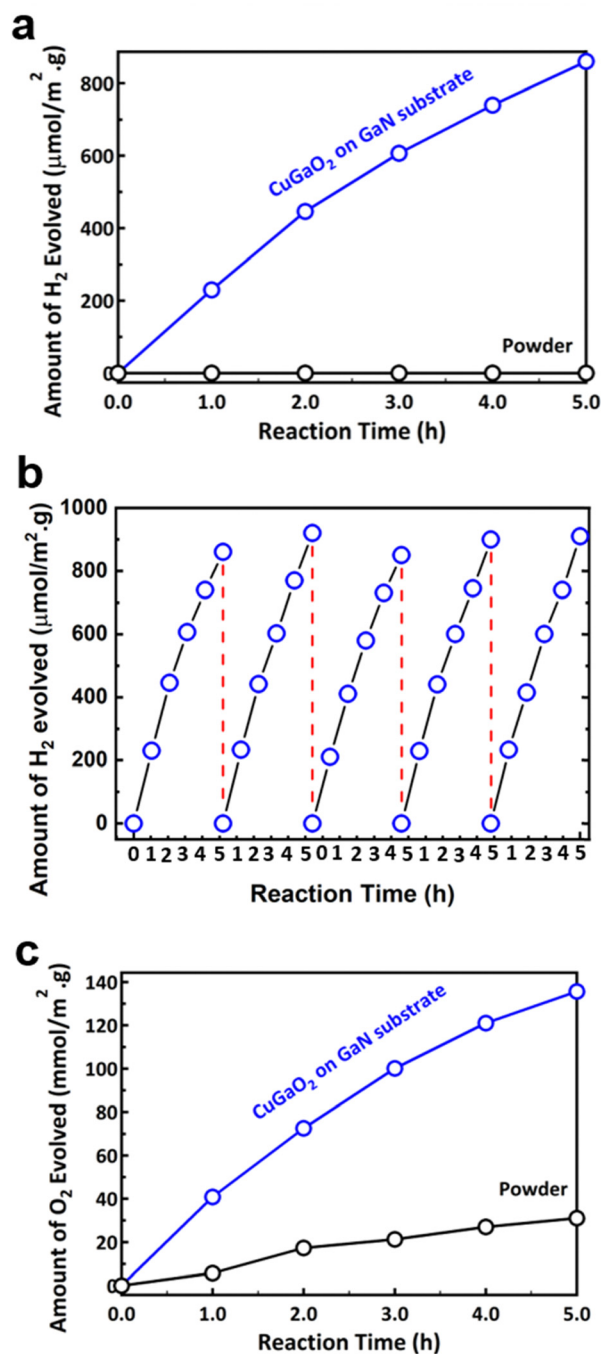 a
Amount of H₂ Evolved (μmol/m²·g)
800
600
400
200
0
CuGaO₂ on GaN substrate
Powder
0.0 1.0 2.0 3.0 4.0 5.0
Reaction Time (h)
b
Amount of H₂ evolved (μmol/m²·g)
1000
800
600
400
200
0
0 1 2 3 4 5 1 2 3 4 5 0 1 2 3 4 5 1 2 3 4 5 1 2 3 4 5
Reaction Time (h)
c
Amount of O₂ Evolved (mmol/m²·g)
140
120
100
80
60
40
20
0
CuGaO₂ on GaN substrate
Powder
0.0 1.0 2.0 3.0 4.0 5.0
Reaction Time (h)